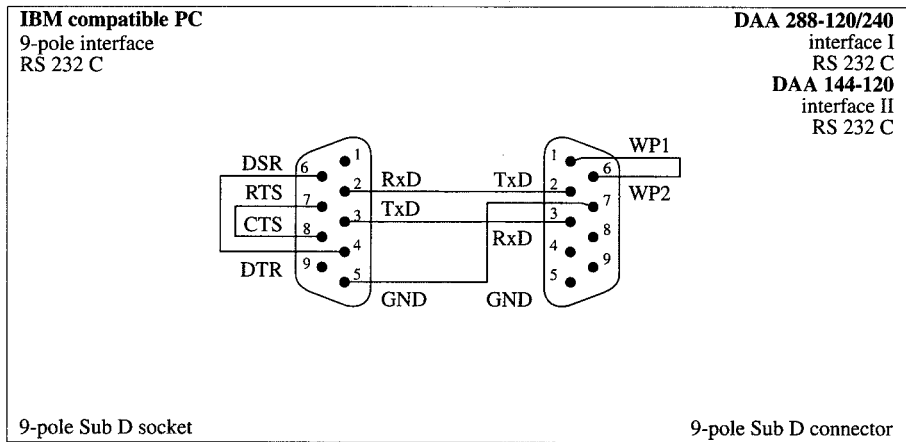 IBM compatible PC
9-pole interface
RS 232 C
DAA 288-120/240
interface I
RS 232 C
DAA 144-120
interface II
RS 232 C
DSR
RTS
CTS
DTR
6
7
8
9
1
2
3
4
5
RxD
TxD
GND
TxD
RxD
GND
1
2
3
4
5
6
7
8
9
WP1
WP2
9-pole Sub D socket
9-pole Sub D connector